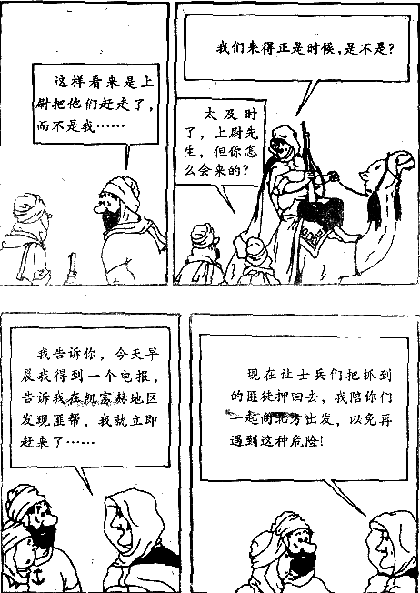 这样看来是上
尉把他们赶走了，
而不是我……
我们来得正是时候，是不是？
太及时
了，上尉先
生，但你怎
么会来的？
我告诉你，今天早
晨我得到一个电报，
告诉我在凯富赫地区
发现匪帮，我就立即
赶来了……
现在让士兵们把抓到
的匪徒押回去，我陪你们
一起向北方出发，以免再
遇到这种危险！